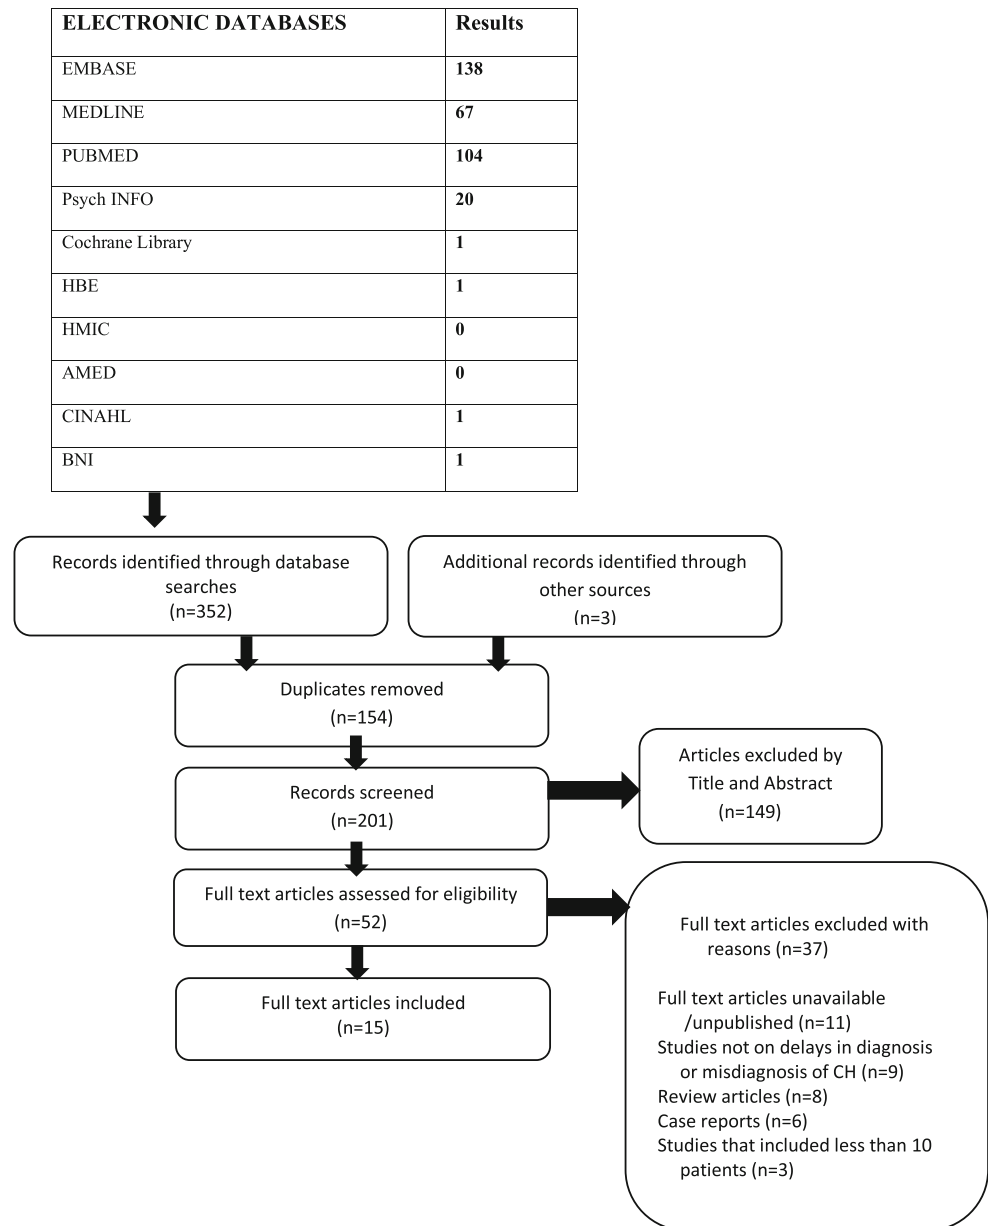 ELECTRONIC DATABASES Results
EMBASE 138
MEDLINE 67
PUBMED 104
Psych INFO 20
Cochrane Library 1
HBE 1
HMIC 0
AMED 0
CINAHL 1
BNI 1
Records identified through database
searches
(n=352)
Additional records identified through
other sources
(n=3)
Duplicates removed
(n=154)
Records screened
(n=201)
Articles excluded by
Title and Abstract
(n=149)
Full text articles assessed for eligibility
(n=52)
Full text articles excluded with
reasons (n=37)
Full text articles unavailable
/unpublished (n=11)
Studies not on delays in diagnosis
or misdiagnosis of CH (n=9)
Review articles (n=8)
Case reports (n=6)
Studies that included less than 10
patients (n=3)
Full text articles included
(n=15)